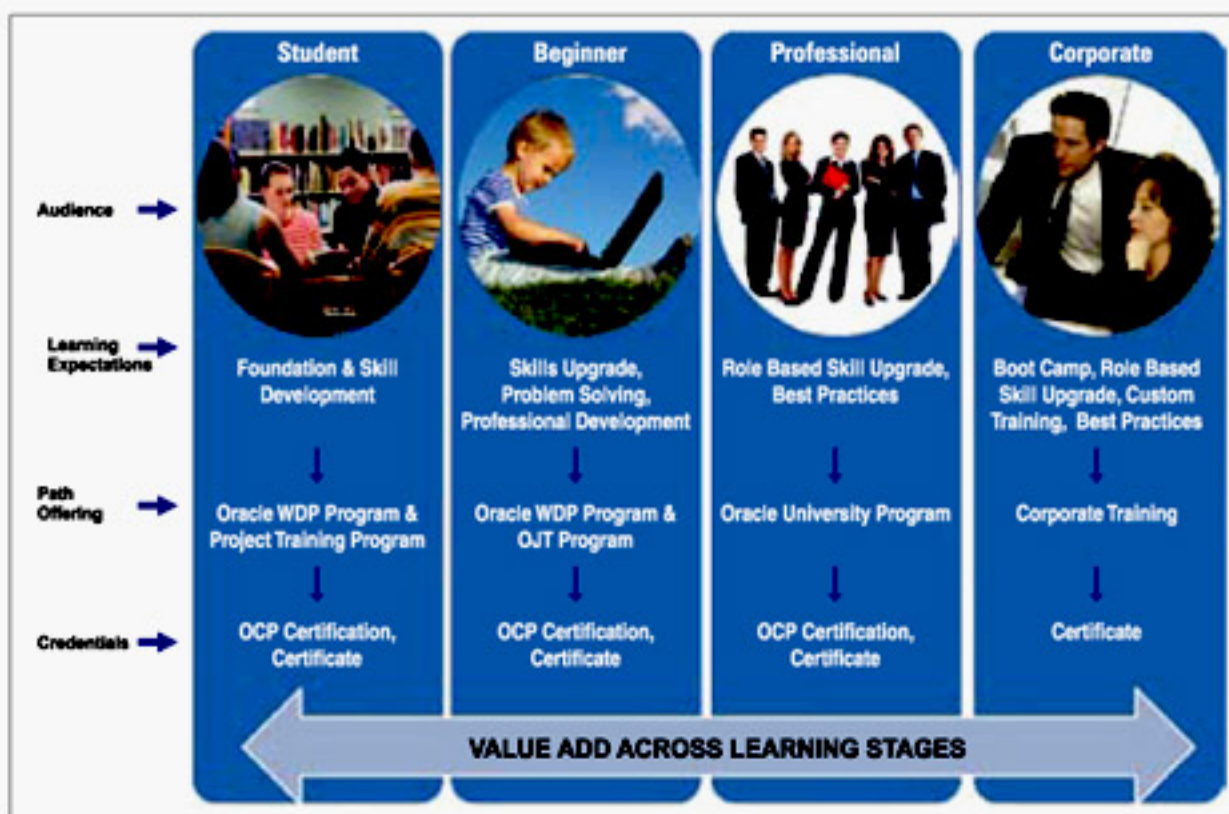 Student
Beginner
Professional
Corporate
Audience
Learning
Expectations
Foundation & Skill
Development
Skills Upgrade,
Problem Solving,
Professional Development
Role Based Skill Upgrade,
Best Practices
Boot Camp, Role Based
Skill Upgrade, Custom
Training, Best Practices
Path
Offering
Oracle WDP Program &
Project Training Program
Oracle WDP Program &
OJT Program
Oracle University Program
Corporate Training
Credentials
OCP Certification,
Certificate
OCP Certification,
Certificate
OCP Certification,
Certificate
Certificate
VALUE ADD ACROSS LEARNING STAGES